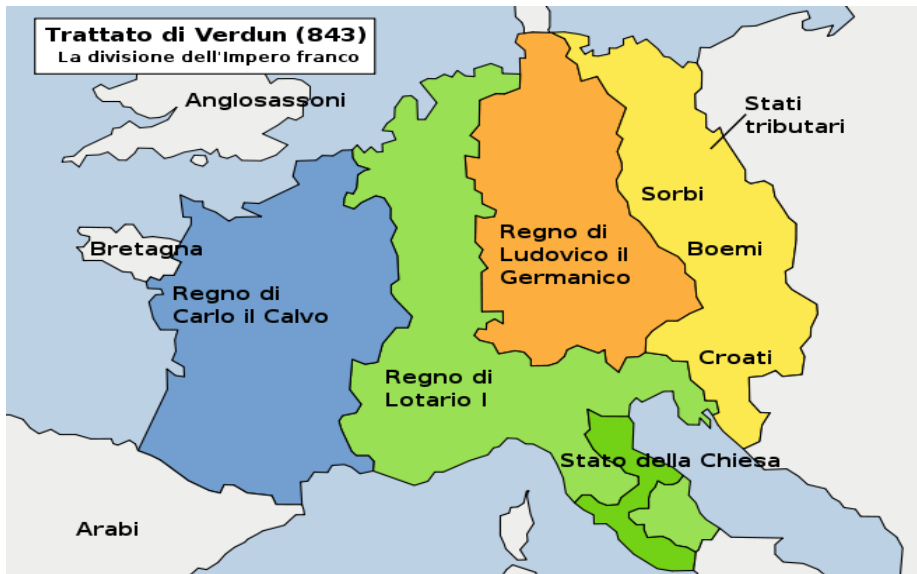 Trattato di Verdun (843)
La divisione dell'Impero franco
Anglosassoni
Stati
tributari
Sorbi
Bretagna
Regno di
Ludovico il
Germanico
Boemi
Regno di
Carlo il Calvo
Croati
Regno di
Lotario I
Stato della Chiesa
Arabi